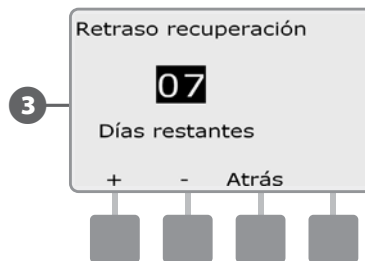 Retraso recuperación
07
3
Días restantes
+ - Atrás